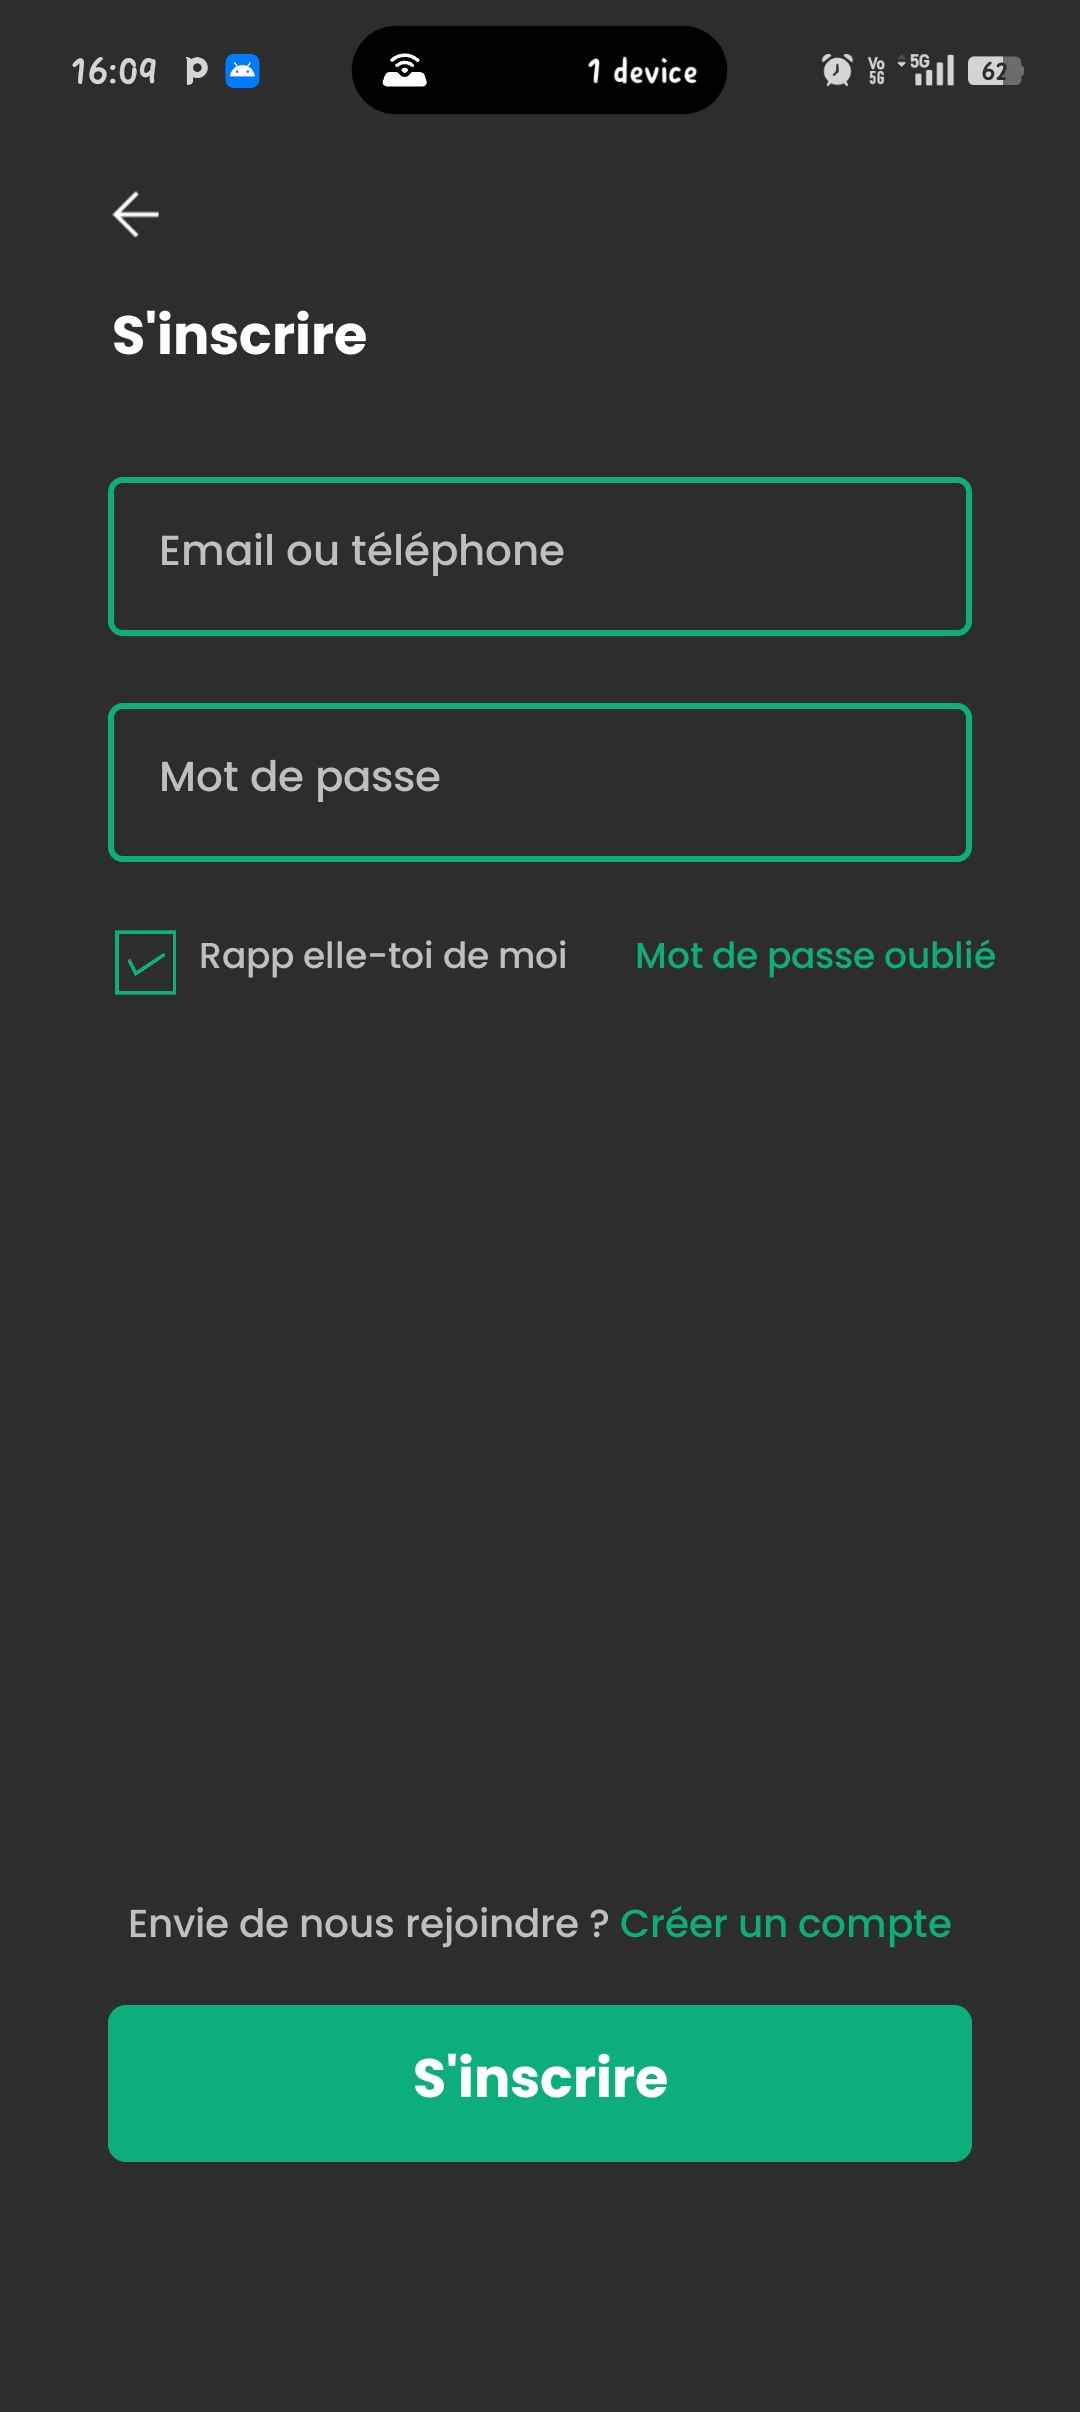 16:09
1 device
Vo 5G
5G
62
S'inscrire
Email ou téléphone
Mot de passe
Rapp elle-toi de moi
Mot de passe oublié
Envie de nous rejoindre ? Créer un compte
S'inscrire